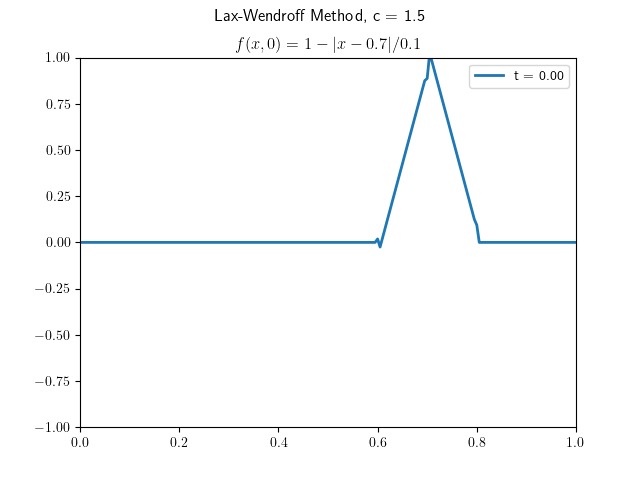 Lax-Wendroff Method, c = 1.5
f(x, 0) = 1 − |x − 0.7|/0.1
1.00
t = 0.00
0.75
0.50
0.25
0.00
−0.25
−0.50
−0.75
−1.00
0.0 0.2 0.4 0.6 0.8 1.0